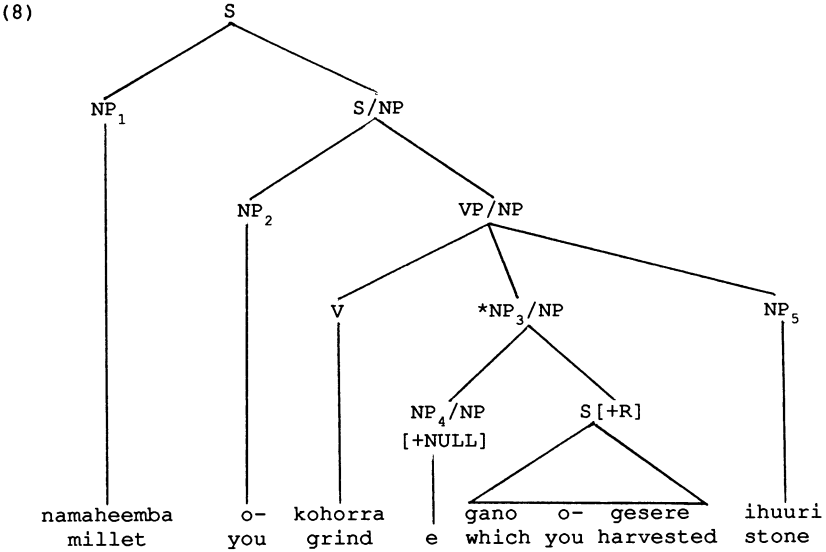 (8)
S
NP1 S/NP
NP2 VP/NP
V *NP3/NP NP5
NP4/NP S[+R]
[+NULL]
namaheemba o- kohorra gano o- gesere ihuuri
millet you grind e which you harvested stone